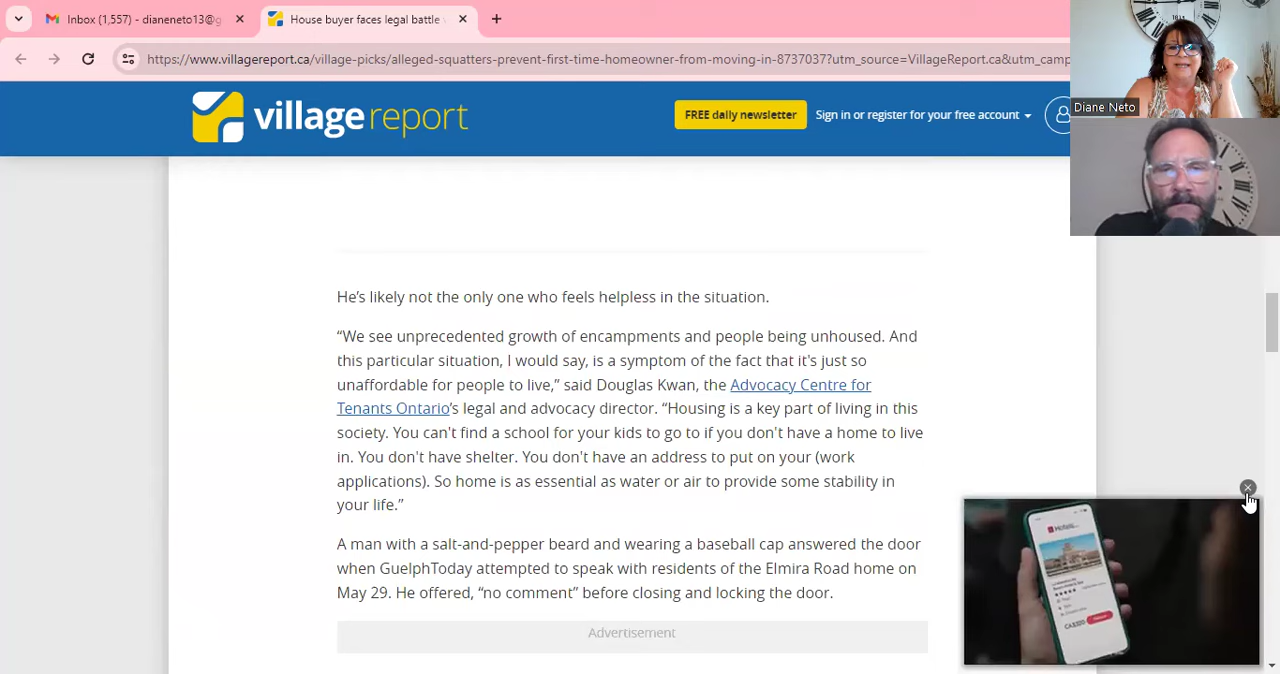 Inbox (1,557) - dianeneto13@g
House buyer faces legal battle
https://www.villagereport.ca/village-picks/alleged-squatters-prevent-first-time-homeowner-from-moving-in-8737037?utm_source=VillageReport.ca&utm_camp
villagereport
FREE daily newsletter
Sign in or register for your free account
Diane Neto
He's likely not the only one who feels helpless in the situation.
“We see unprecedented growth of encampments and people being unhoused. And
this particular situation, I would say, is a symptom of the fact that it's just so
unaffordable for people to live,” said Douglas Kwan, the Advocacy Centre for
Tenants Ontario's legal and advocacy director. “Housing is a key part of living in this
society. You can't find a school for your kids to go to if you don't have a home to live
in. You don't have shelter. You don't have an address to put on your (work
applications). So home is as essential as water or air to provide some stability in
your life.”
A man with a salt-and-pepper beard and wearing a baseball cap answered the door
when GuelphToday attempted to speak with residents of the Elmira Road home on
May 29. He offered, “no comment” before closing and locking the door.
Advertisement
Hotels
CA$320